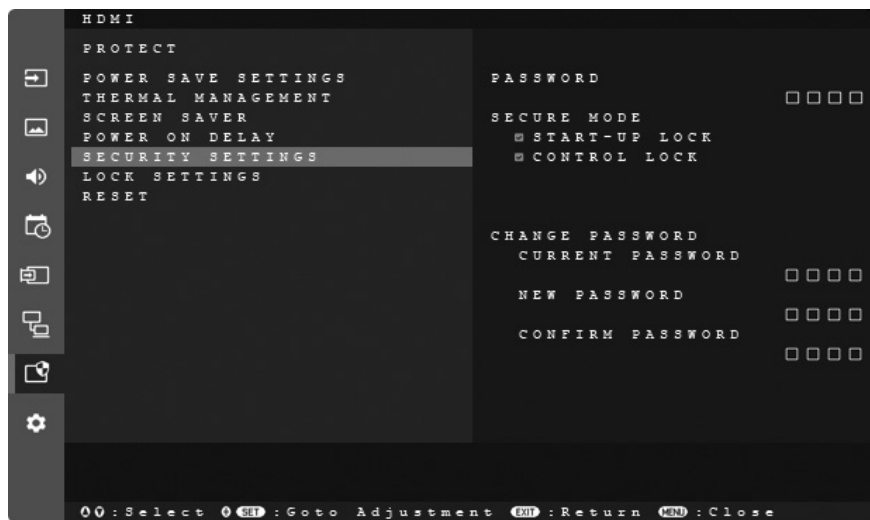 HDMI
PROTECT
POWER SAVE SETTINGS
THERMAL MANAGEMENT
SCREEN SAVER
POWER ON DELAY
SECURITY SETTINGS
LOCK SETTINGS
RESET
PASSWORD
SECURE MODE
START-UP LOCK
CONTROL LOCK
CHANGE PASSWORD
CURRENT PASSWORD
NEW PASSWORD
CONFIRM PASSWORD
:Select SET :Goto Adjustment EXIT :Return MENU :Close